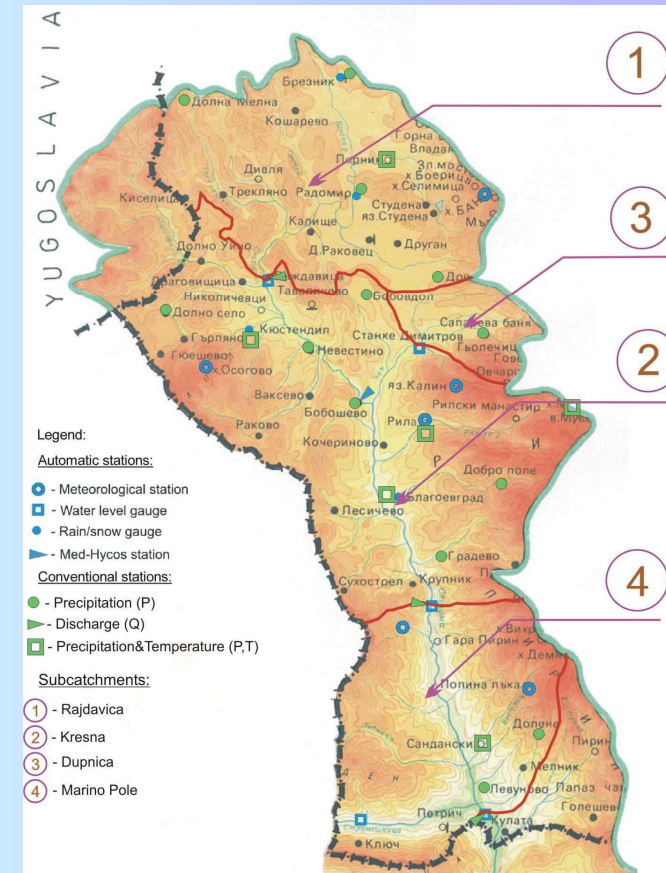 YUGOSLAVIA
1
Брезник
Долна Мелна
Кошарево
Горна
Владая
Перник
Дивля
х.Селимица
Киселица
Трекляно
Радомир
Студена
яз.Студена
Калище
Долно Уйно
Д.Раковец
Друган
3
Драговищица
Таваличово
Бобовдол
Николичевци
Долно село
Кюстендил
Станке Димитров
Сапарева баня
Гърляно
Невестино
Гюешево
х.Осогово
2
яз.Калин
Ваксево
Бобошево
Рила
Рилски манастир
Раково
Кочериново
Р
И
Добро поле
Благоевград
Лесичево
Градево
Сухострел
Крупник
4
Гара Пирин
Попина лъка
Долене
Сандански
Пирин
Мелник
Левуново
Петрич
Кулата
Голешево
Струмешница
Ключ
Legend:
Automatic stations:
- Meteorological station
- Water level gauge
- Rain/snow gauge
- Med-Hycos station
Conventional stations:
- Precipitation (P)
- Discharge (Q)
- Precipitation&Temperature (P,T)
Subcatchments:
1 - Rajdavica
2 - Kresna
3 - Dupnica
4 - Marino Pole